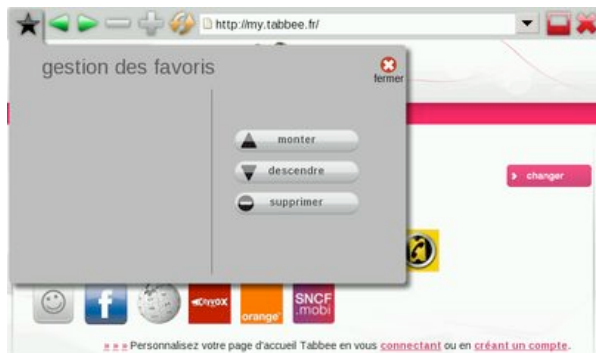 http://my.tabbee.fr/
gestion des favoris
fermer
monter
descendre
supprimer
changer
orange
SNCF
.mobi
» » » Personnalisez votre page d'accueil Tabbee en vous connectant ou en créant un compte.